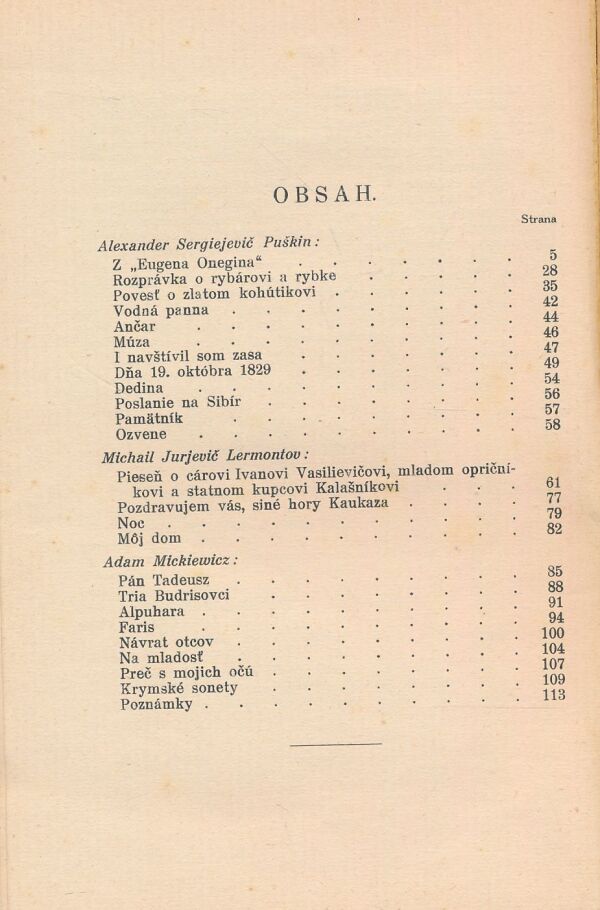 OBSAH.
Strana
Alexander Sergiejevič Puškin:
Z „Eugena Onegina“ . . . . . . 5
Rozprávka o rybárovi a rybke . . . . . 28
Povesť o zlatom kohútikovi . . . . . . 35
Vodná panna . . . . . . . . . 42
Ančar . . . . . . . . . . 44
Múza . . . . . . . . . . 46
I navštívil som zasa . . . . . . . 47
Dňa 19. októbra 1829 . . . . . . . 49
Dedina . . . . . . . . . . 54
Poslanie na Sibír . . . . . . . . 56
Pamätník . . . . . . . . . 57
Ozvene . . . . . . . . . . 58
Michail Jurjevič Lermontov:
Pieseň o cárovi Ivanovi Vasilievičovi, mladom oprični-
kovi a statnom kupcovi Kalašníkovi . . . 61
Pozdravujem vás, siné hory Kaukaza . . . . 77
Noc . . . . . . . . . . . 79
Môj dom . . . . . . . . . . 82
Adam Mickiewicz:
Pán Tadeusz . . . . . . . . . 85
Tria Budrisovci . . . . . . . . 88
Alpuhara . . . . . . . . . . 91
Faris . . . . . . . . . . 94
Návrat otcov . . . . . . . . . 100
Na mladosť . . . . . . . . . 104
Preč s mojich očú . . . . . . . . 107
Krymské sonety . . . . . . . . 109
Poznámky . . . . . . . . . . 113